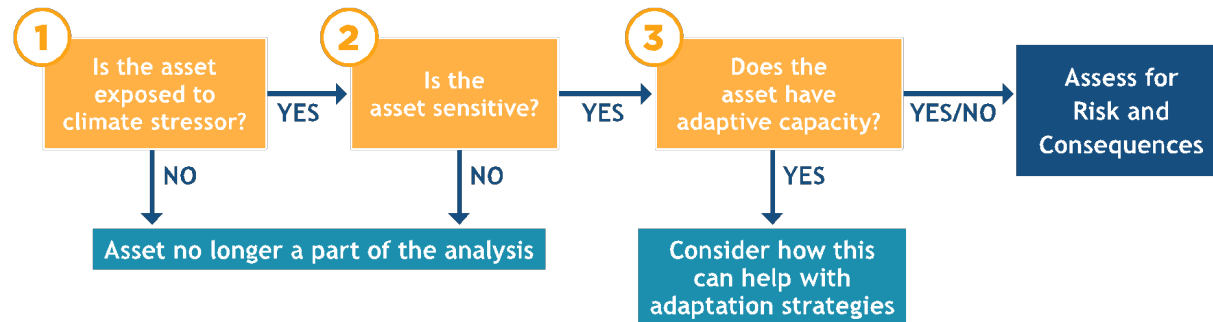 1
Is the asset
exposed to
climate stressor?
YES
2
Is the
asset sensitive?
YES
3
Does the
asset have
adaptive capacity?
YES/NO
Assess for
Risk and
Consequences
NO
NO
YES
Asset no longer a part of the analysis
Consider how this
can help with
adaptation strategies